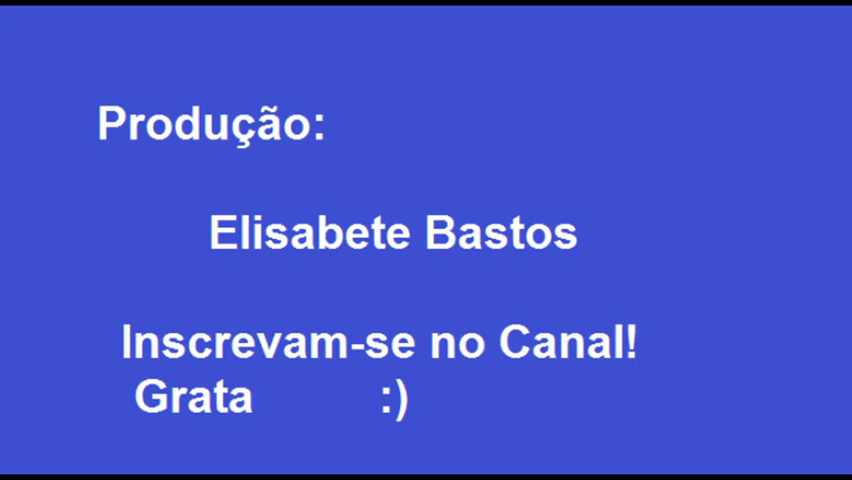 Produção:
Elisabete Bastos
Inscrevam-se no Canal!
Grata :)